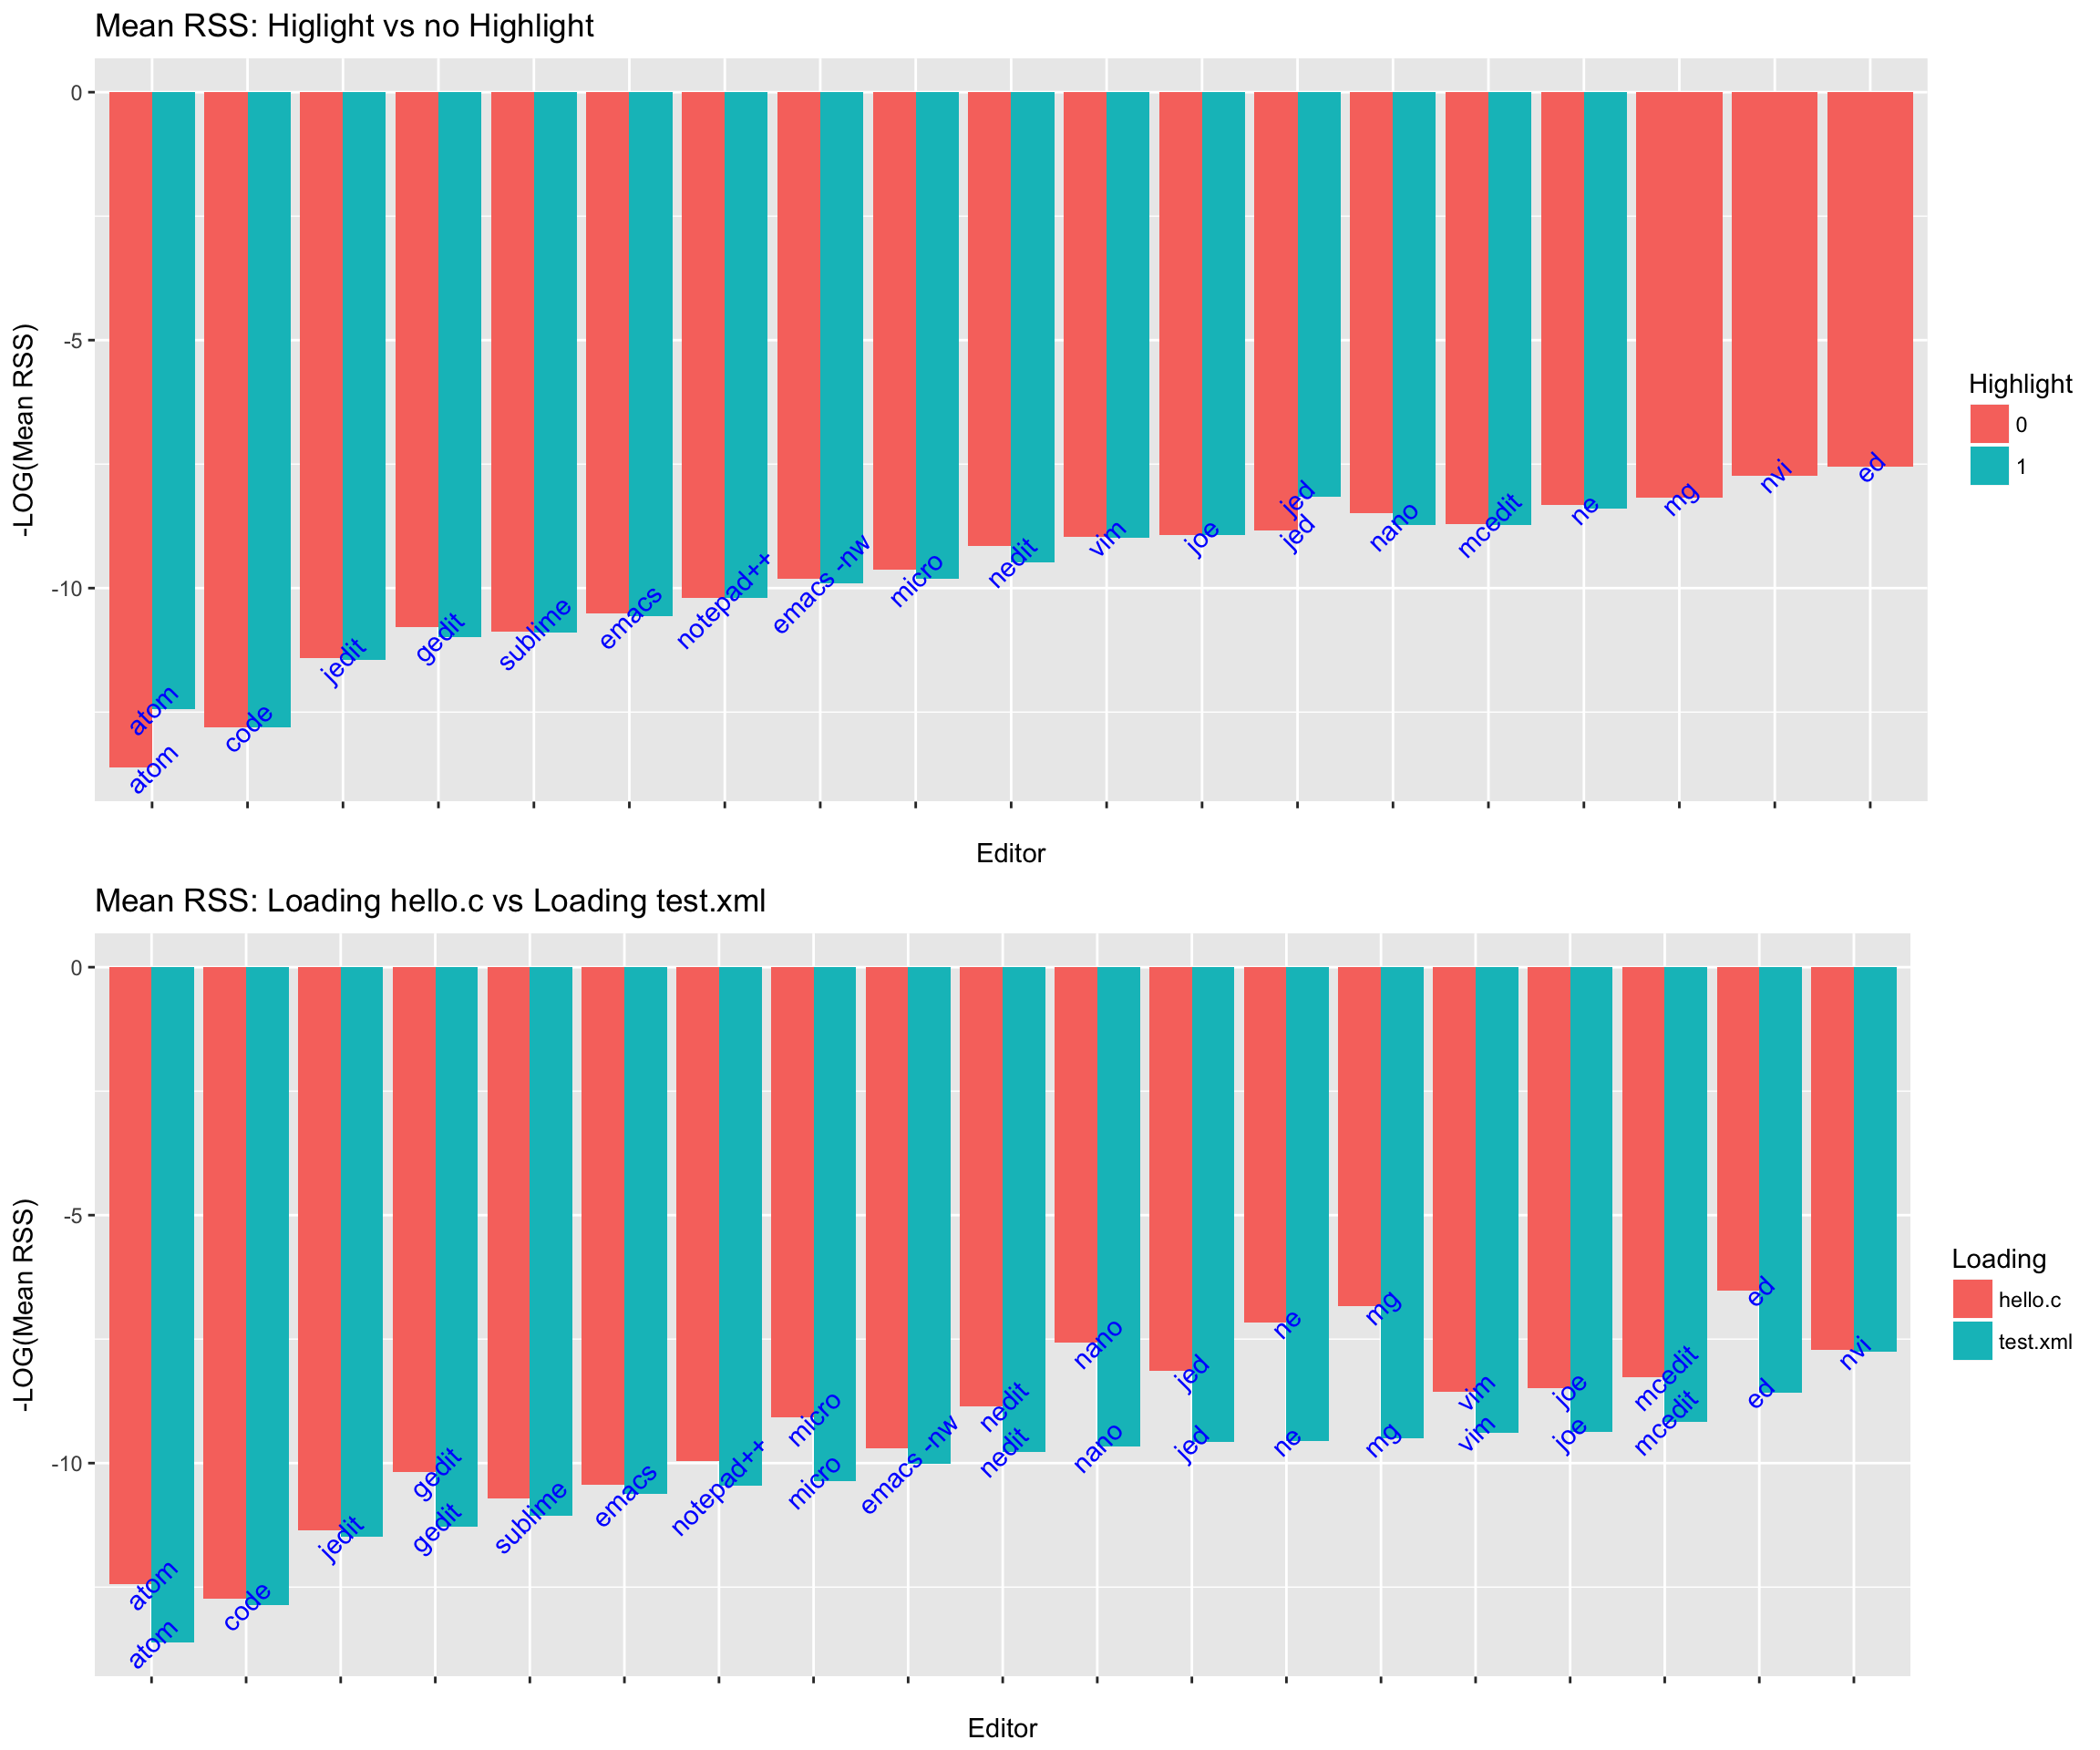 Mean RSS: Higlight vs no Highlight
-LOG(Mean RSS)
0
-5
-10
atom
atom
code
jedit
gedit
sublime
emacs
notepad++
emacs -nw
micro
nedit
vim
joe
jed
jed
nano
mcedit
ne
mg
nvi
ed
Editor
Highlight
0
1
Mean RSS: Loading hello.c vs Loading test.xml
-LOG(Mean RSS)
0
-5
-10
atom
atom
code
jedit
gedit
gedit
sublime
emacs
notepad++
micro
micro
emacs -nw
nedit
nedit
nano
nano
jed
jed
ne
ne
mg
mg
vim
vim
joe
joe
mcedit
mcedit
ed
ed
nvi
Editor
Loading
hello.c
test.xml